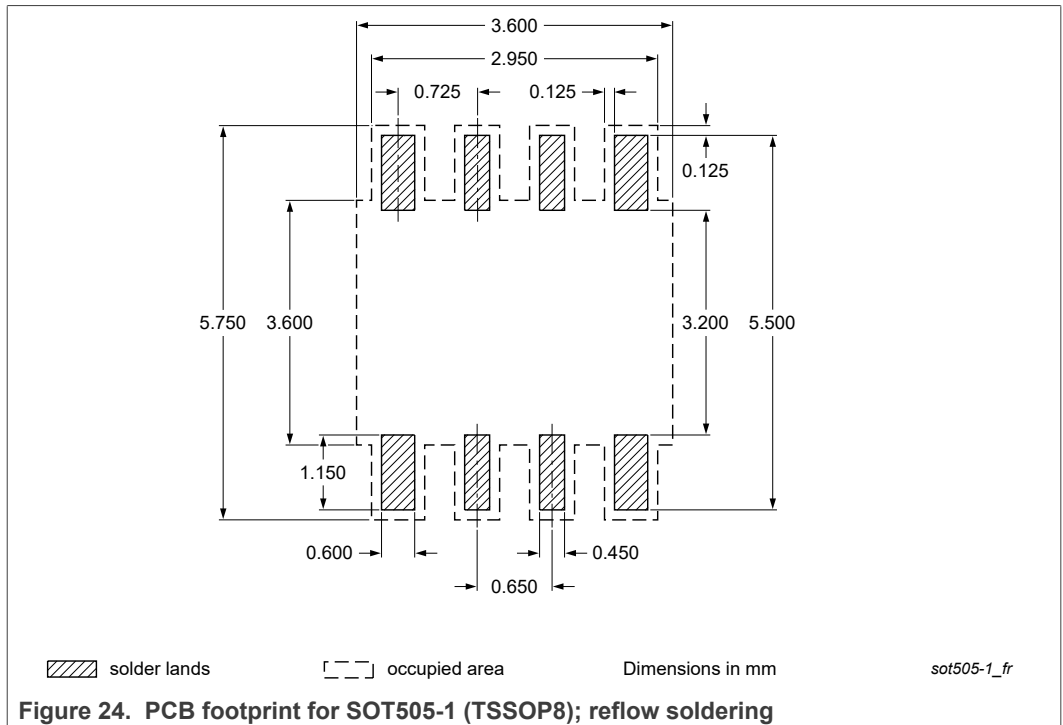 3.600
2.950
0.725 0.125
0.125
5.750 3.600 3.200 5.500
1.150
0.600 0.450
0.650
solder lands occupied area Dimensions in mm sot505-1_fr
Figure 24. PCB footprint for SOT505-1 (TSSOP8); reflow soldering